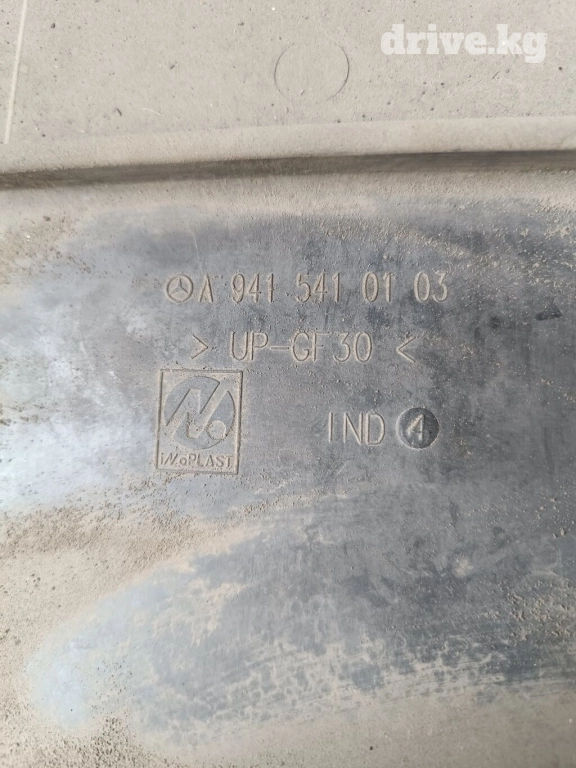 drive.kg
A 941 541 01 03
> UP-GF30 <
IND 4
iNoPLAST